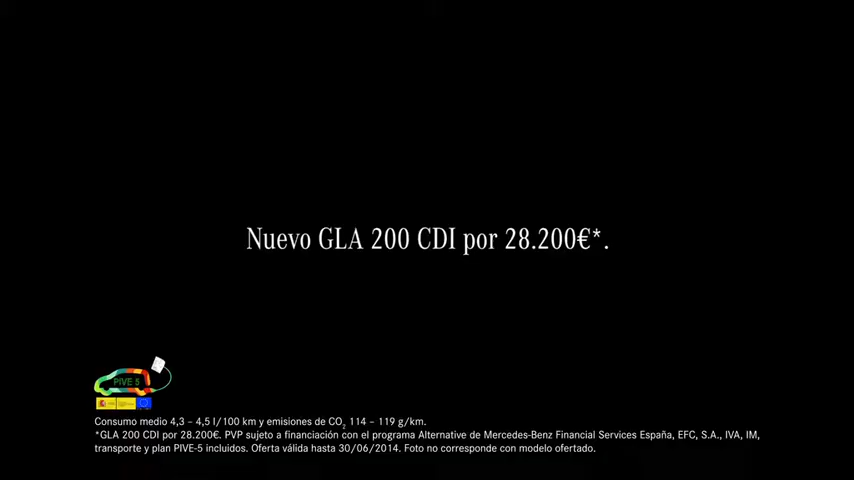 Nuevo GLA 200 CDI por 28.200€*.
PIVE 5
Consumo medio 4,3 – 4,5 l/100 km y emisiones de CO2 114 – 119 g/km.
*GLA 200 CDI por 28.200€. PVP sujeto a financiación con el programa Alternative de Mercedes-Benz Financial Services España, EFC, S.A., IVA, IM,
transporte y plan PIVE-5 incluidos. Oferta válida hasta 30/06/2014. Foto no corresponde con modelo ofertado.